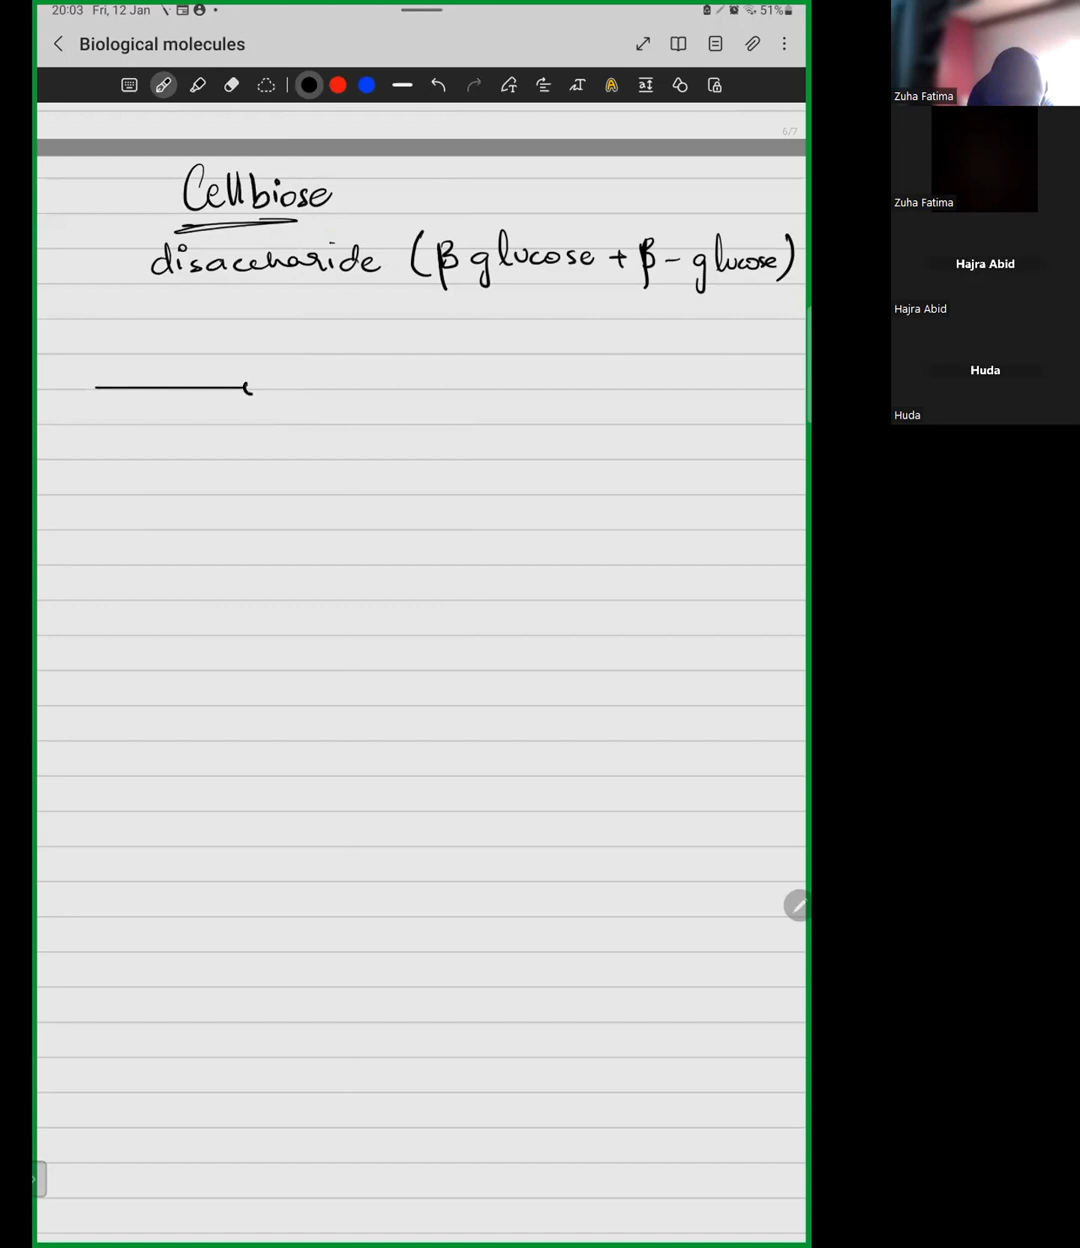 20:03 Fri, 12 Jan
51%
Biological molecules
6/7
Cellbiose
disaccharide (β glucose + β - glucose)
Zuha Fatima
Zuha Fatima
Hajra Abid
Hajra Abid
Huda
Huda